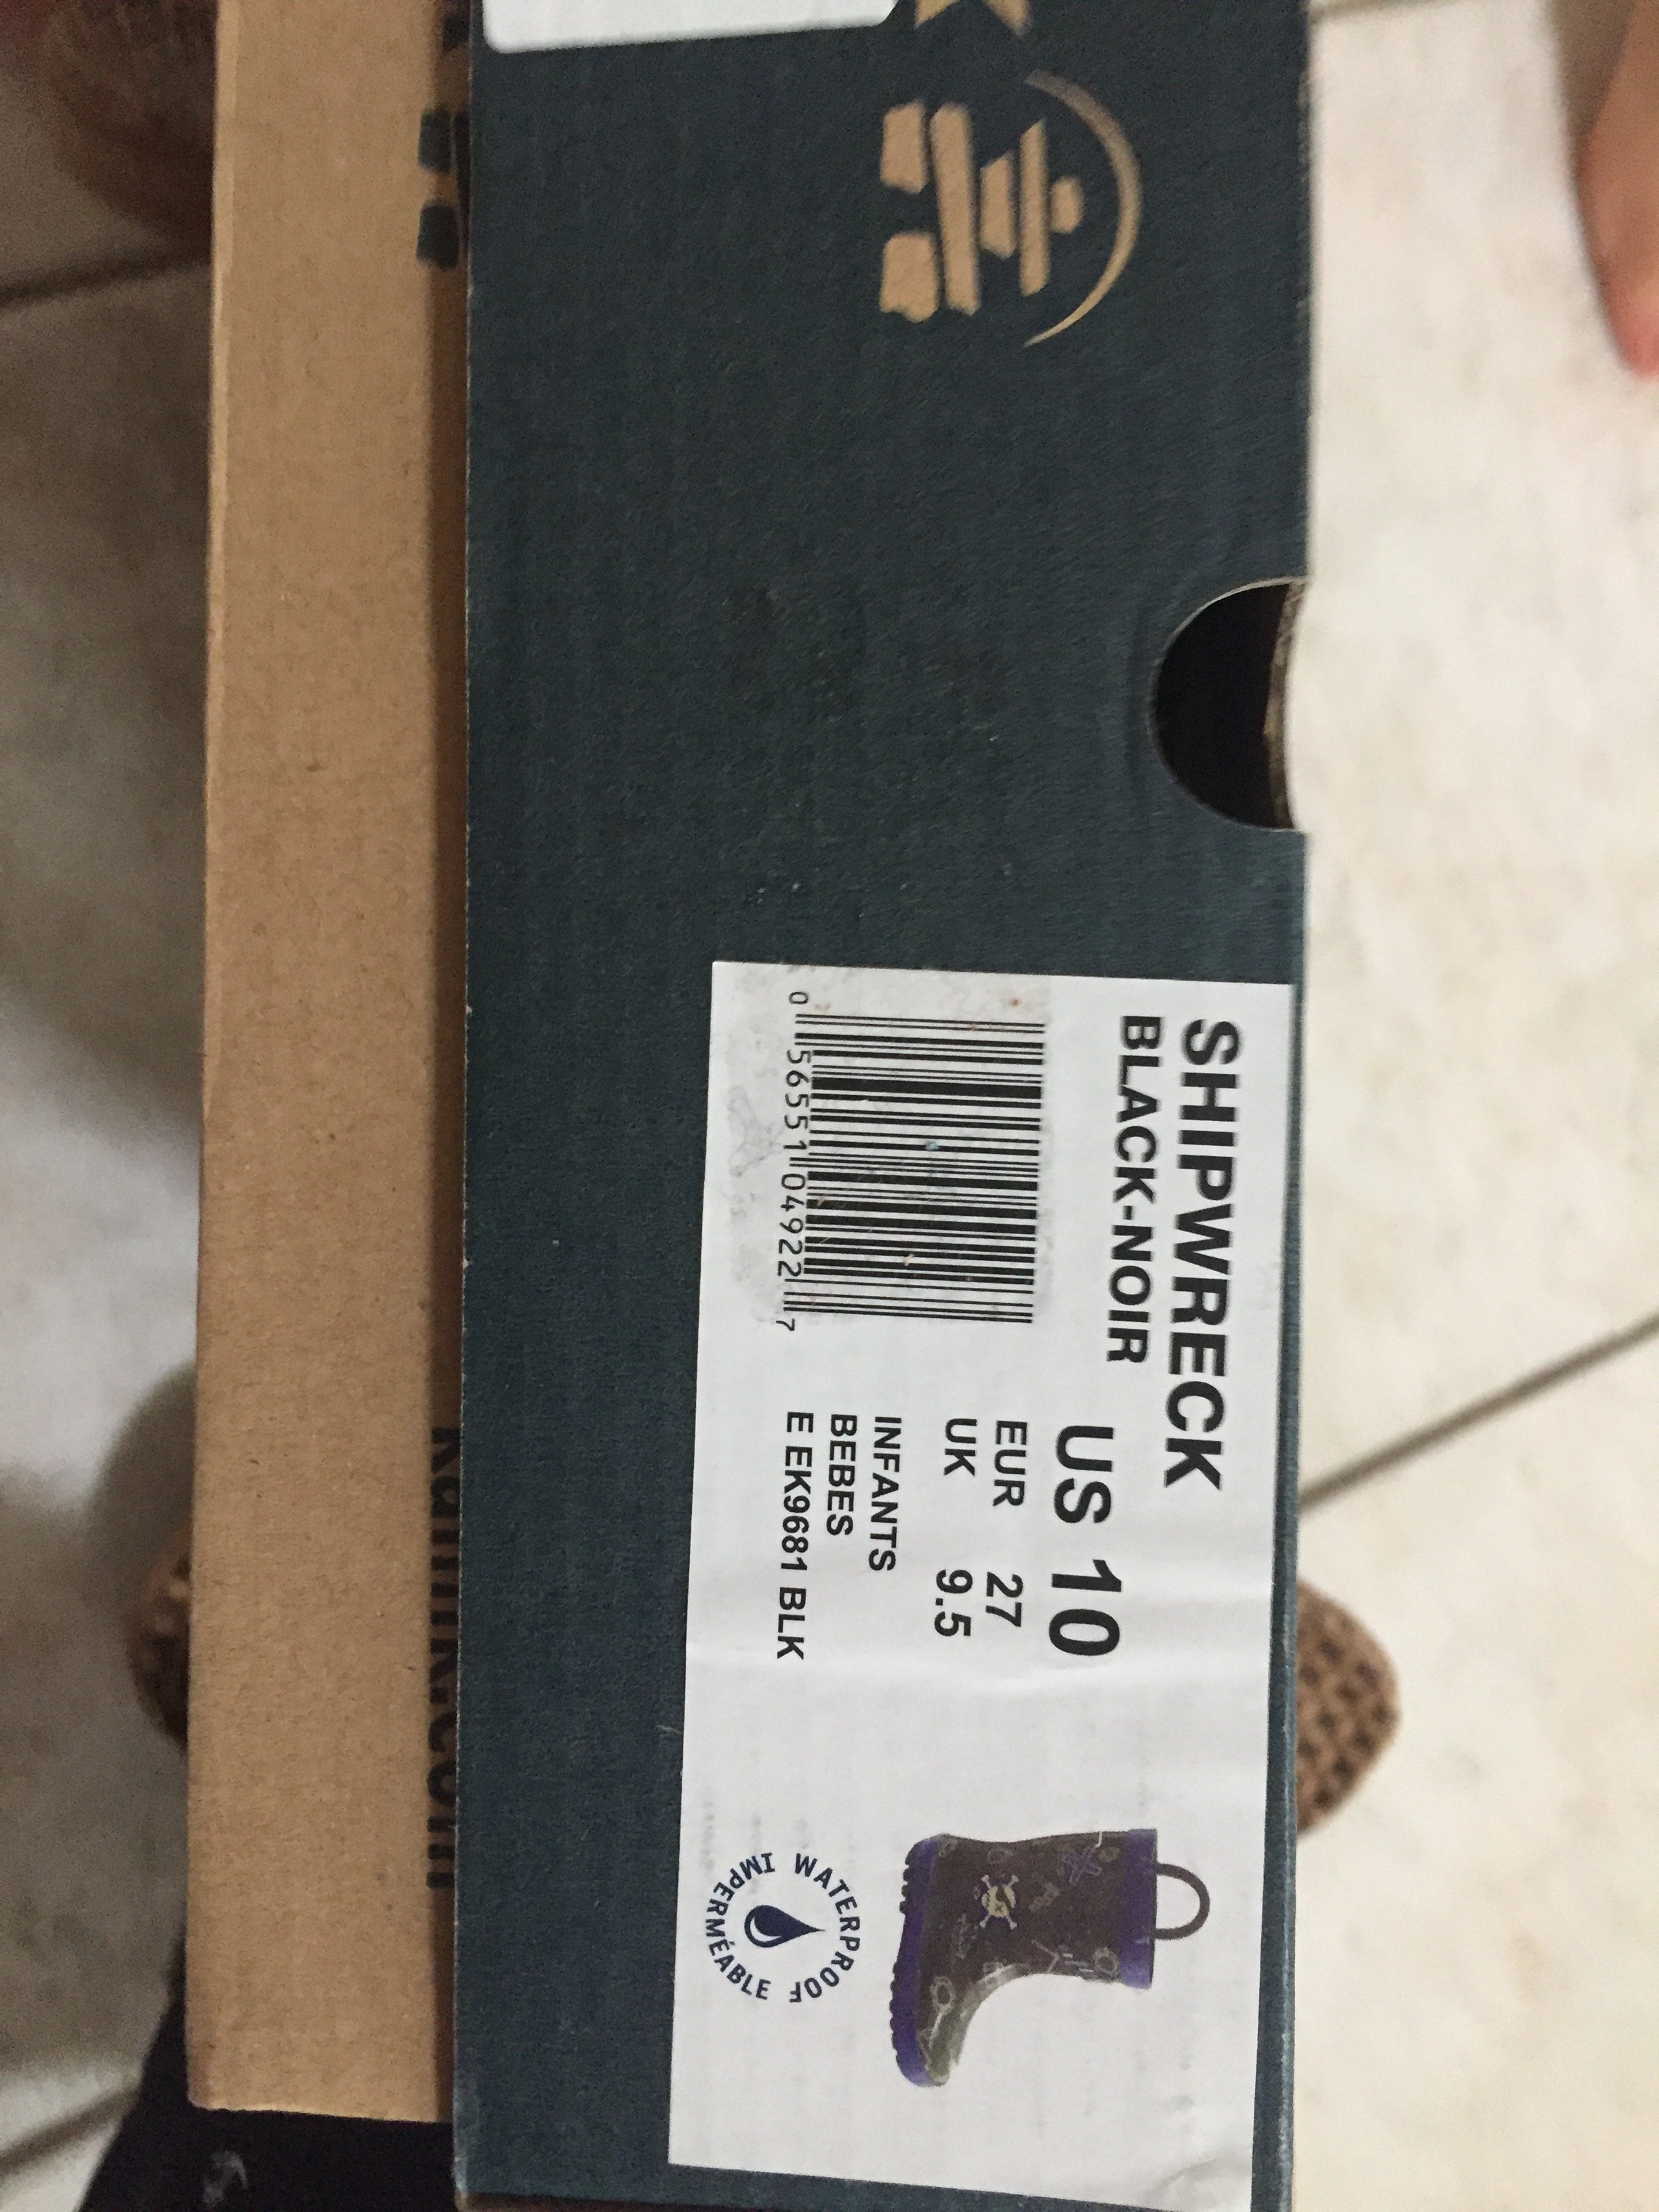 SHIPWRECK
BLACK-NOIR
US 10
EUR 27
UK 9.5
INFANTS
BEBES
E EK9681 BLK
0 56551 04922 7
WATERPROOF
IMPERMÉABLE